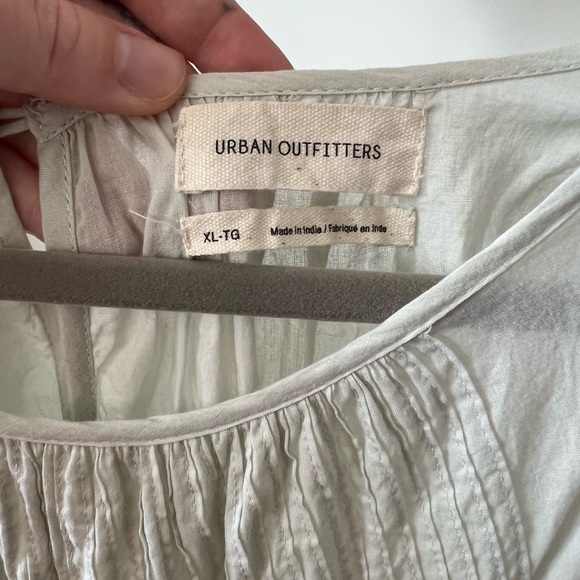 URBAN OUTFITTERS
XL-TG Made in India / Fabriqué en Inde